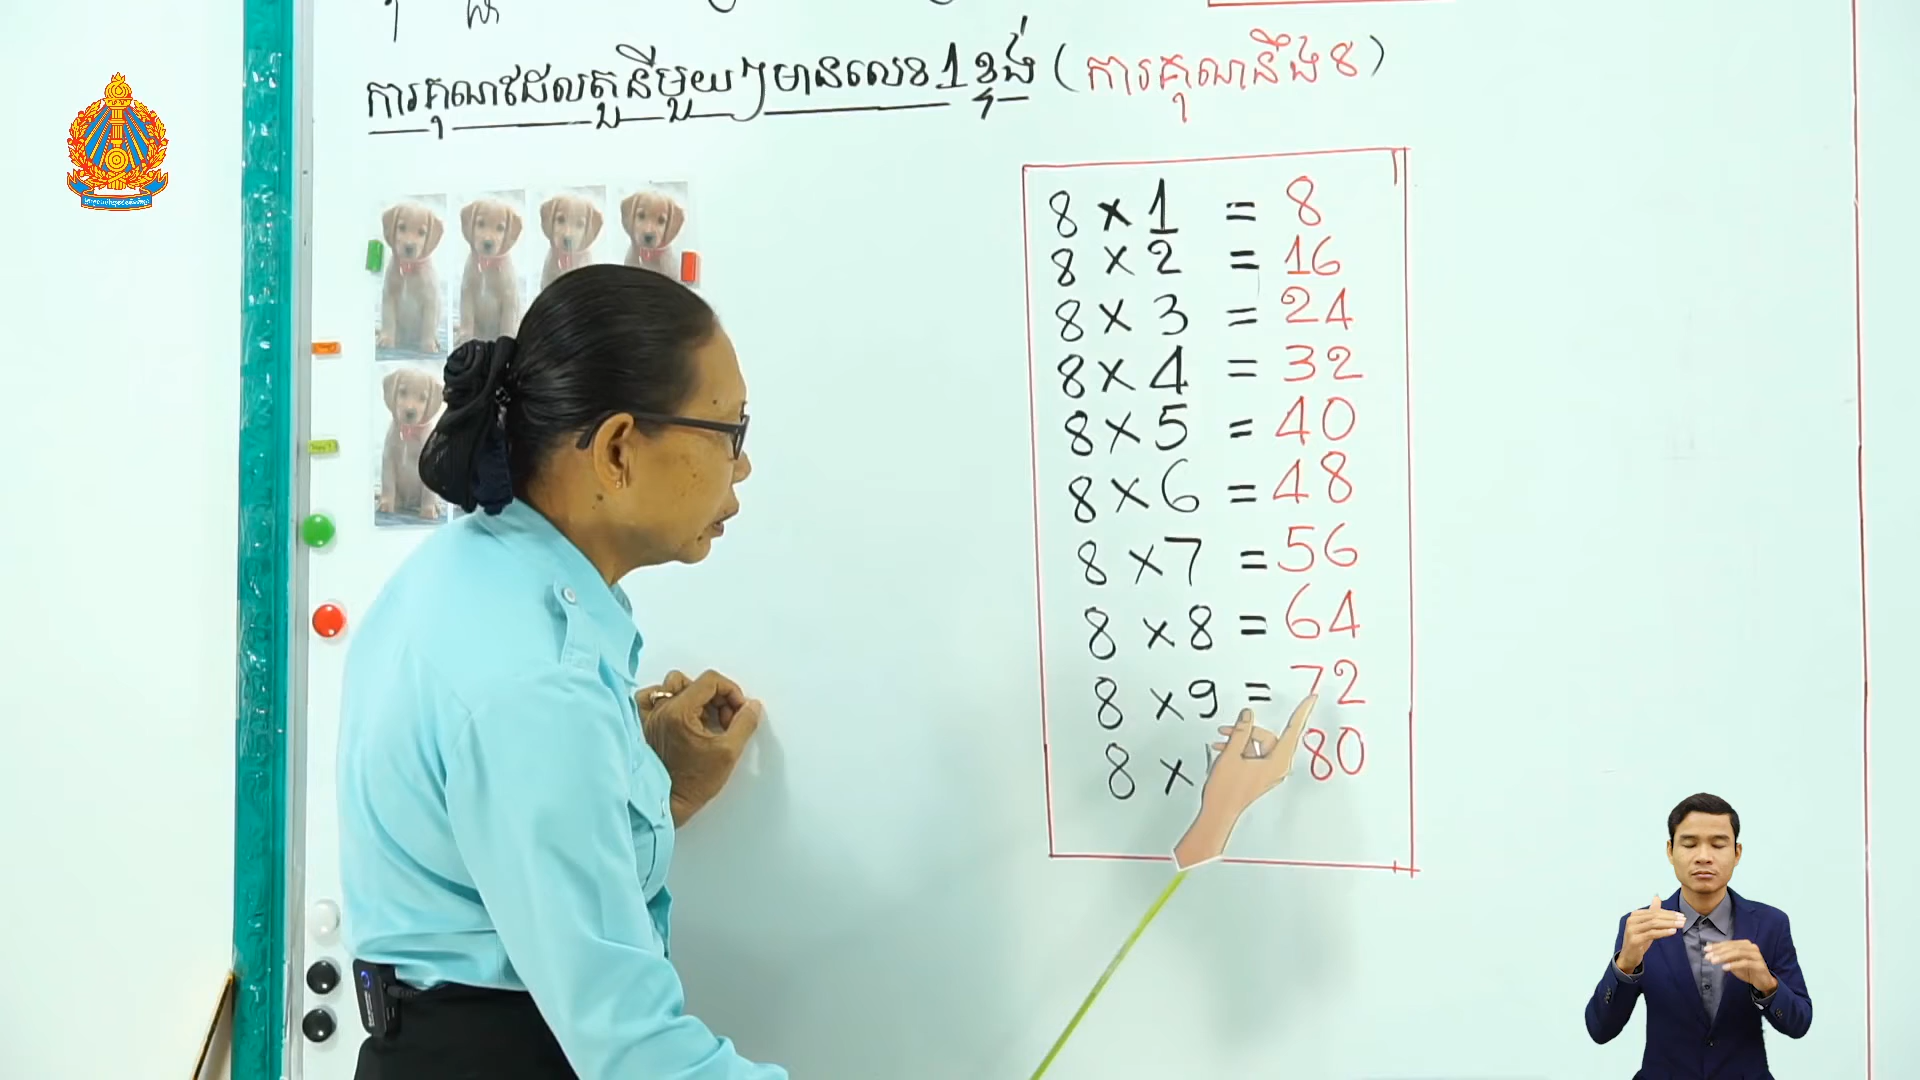 ការគុណដែលតួនីមួយៗមានលេខ1ខ្ទង់ (ការគុណនឹង8)
8 × 1 = 8
8 × 2 = 16
8 × 3 = 24
8 × 4 = 32
8 × 5 = 40
8 × 6 = 48
8 × 7 = 56
8 × 8 = 64
8 × 9 = 72
8 × 80